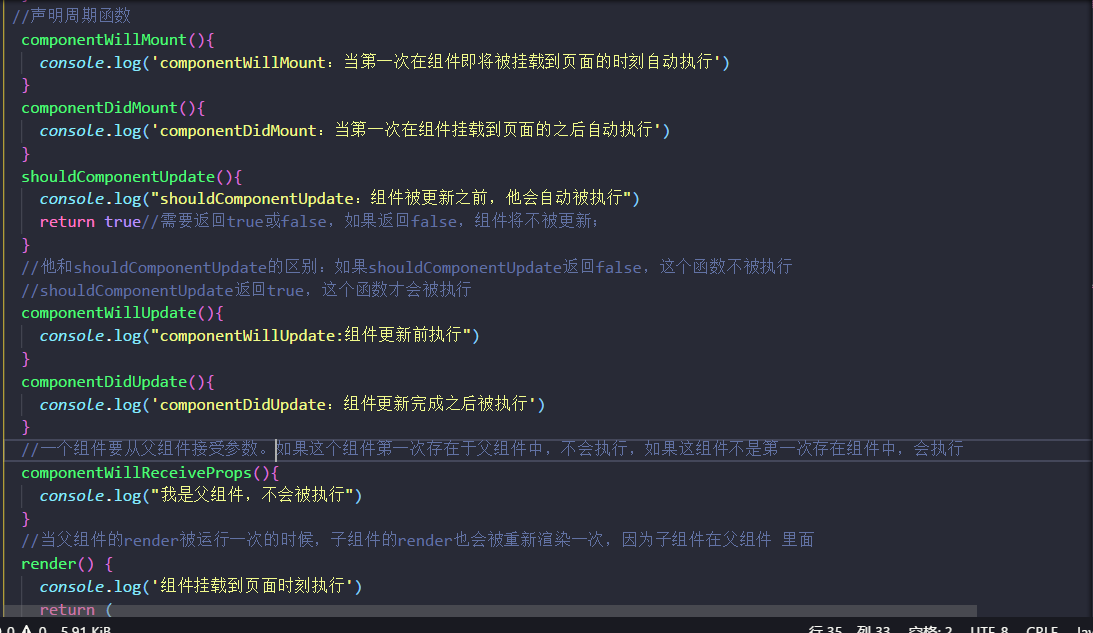 //声明周期函数
componentWillMount(){
console.log('componentWillMount：当第一次在组件即将被挂载到页面的时刻自动执行')
}
componentDidMount(){
console.log('componentDidMount：当第一次在组件挂载到页面的之后自动执行')
}
shouldComponentUpdate(){
console.log("shouldComponentUpdate：组件被更新之前，他会自动被执行")
return true//需要返回true或false，如果返回false，组件将不被更新；
}
//他和shouldComponentUpdate的区别：如果shouldComponentUpdate返回false，这个函数不被执行
//shouldComponentUpdate返回true，这个函数才会被执行
componentWillUpdate(){
console.log("componentWillUpdate:组件更新前执行")
}
componentDidUpdate(){
console.log('componentDidUpdate：组件更新完成之后被执行')
}
//一个组件要从父组件接受参数。如果这个组件第一次存在于父组件中，不会执行，如果这组件不是第一次存在组件中，会执行
componentWillReceiveProps(){
console.log("我是父组件，不会被执行")
}
//当父组件的render被运行一次的时候，子组件的render也会被重新渲染一次，因为子组件在父组件 里面
render() {
console.log('组件挂载到页面时刻执行')
return (
0 0 5.91 KiB 行 35，列 33 空格: 2 UTF-8 CRLF